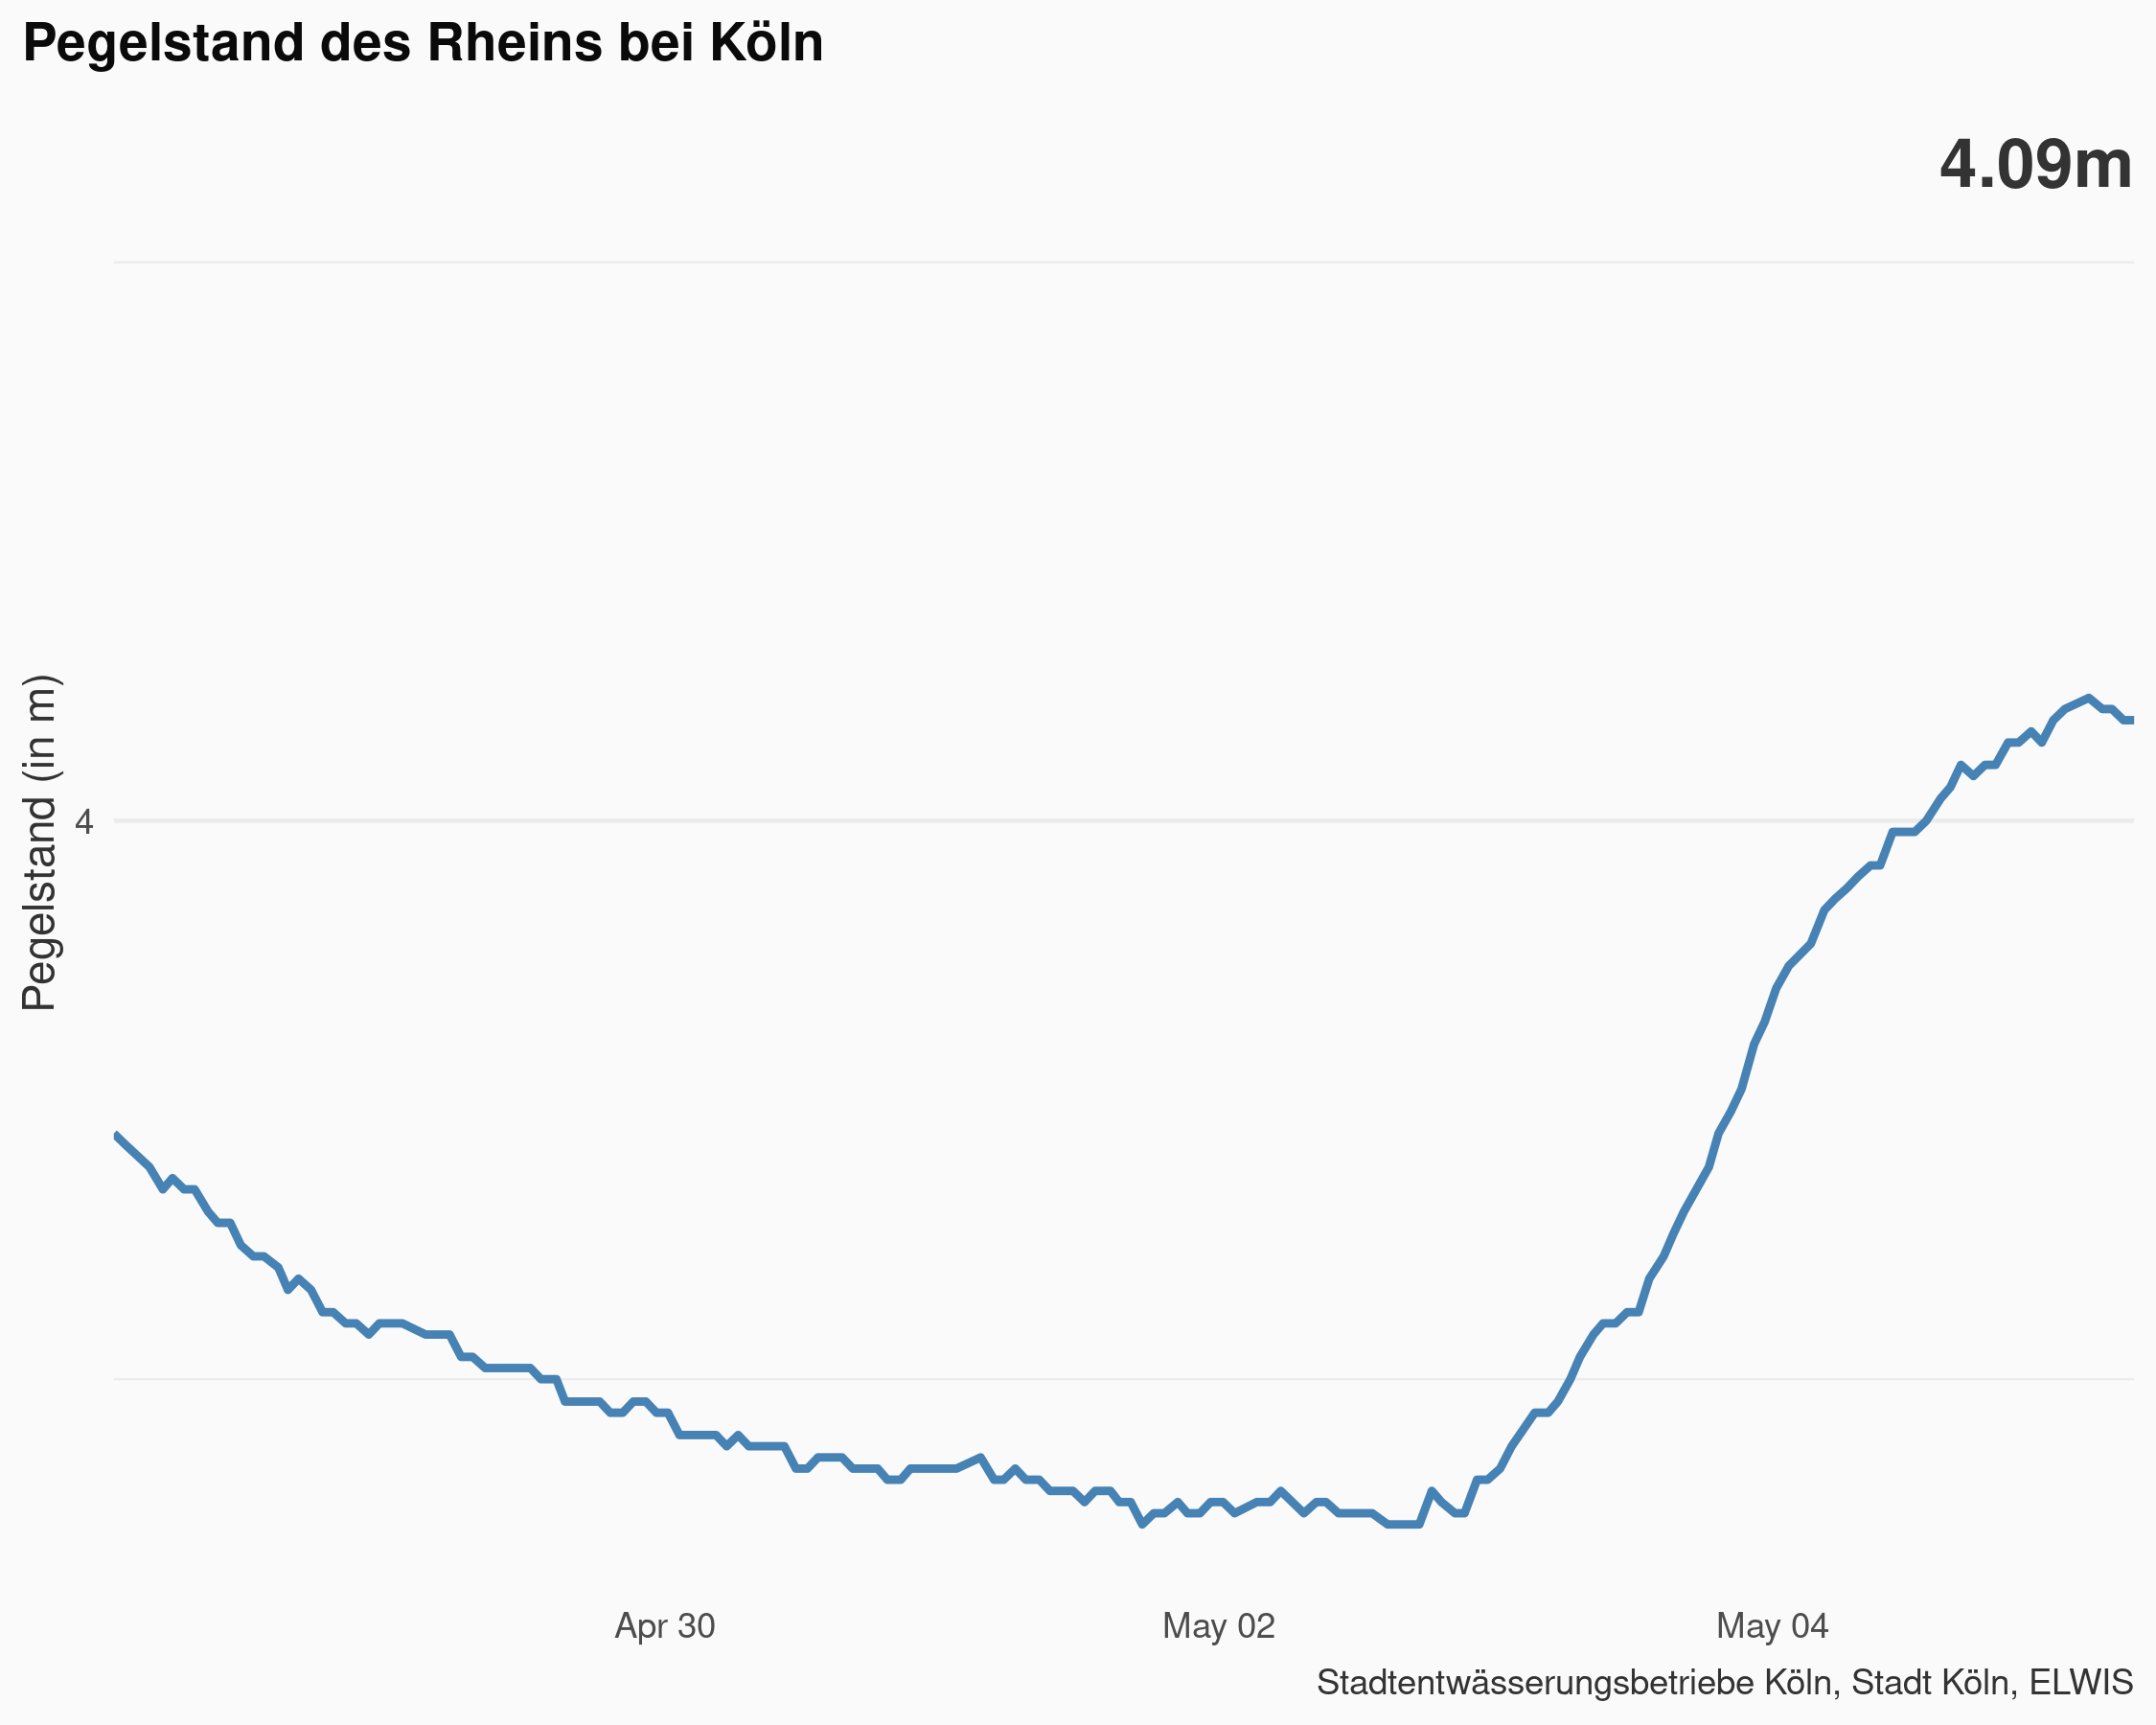 Pegelstand des Rheins bei Köln
4.09m
Pegelstand (in m)
4
Apr 30
May 02
May 04
Stadtentwässerungsbetriebe Köln, Stadt Köln, ELWIS